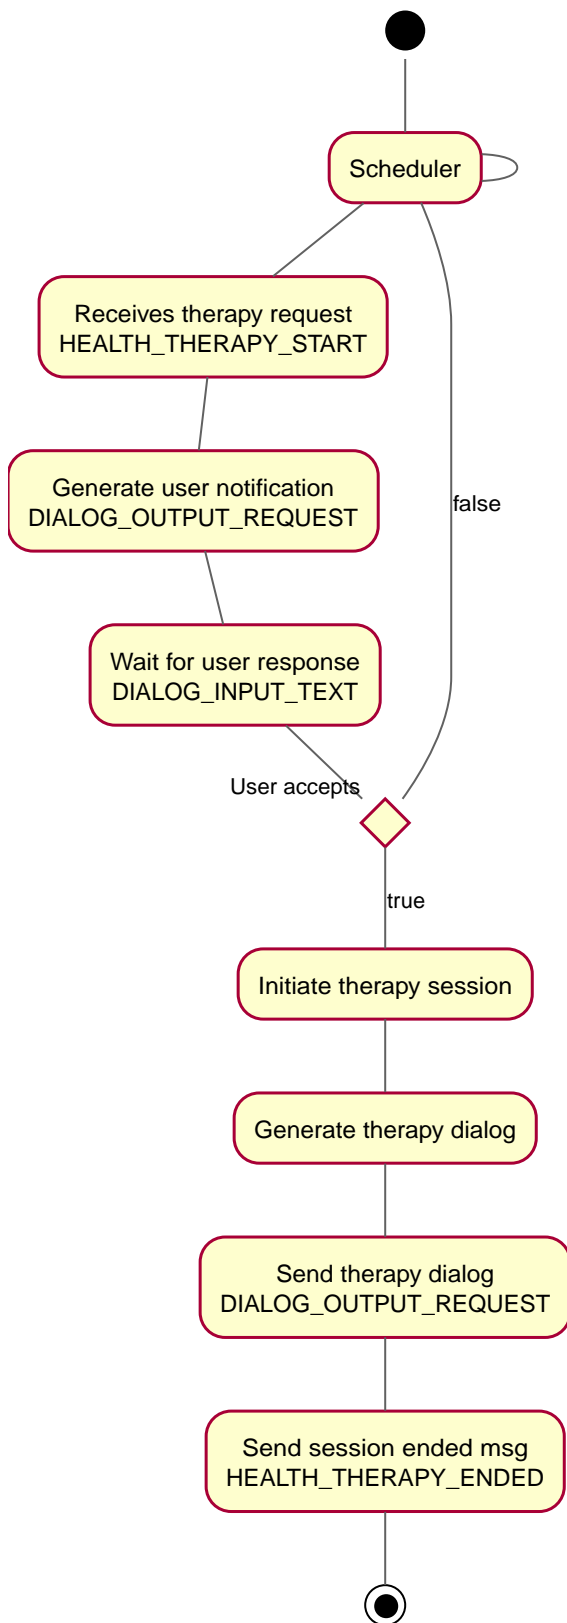 Scheduler
Receives therapy request
HEALTH_THERAPY_START
Generate user notification
DIALOG_OUTPUT_REQUEST
false
Wait for user response
DIALOG_INPUT_TEXT
User accepts
true
Initiate therapy session
Generate therapy dialog
Send therapy dialog
DIALOG_OUTPUT_REQUEST
Send session ended msg
HEALTH_THERAPY_ENDED